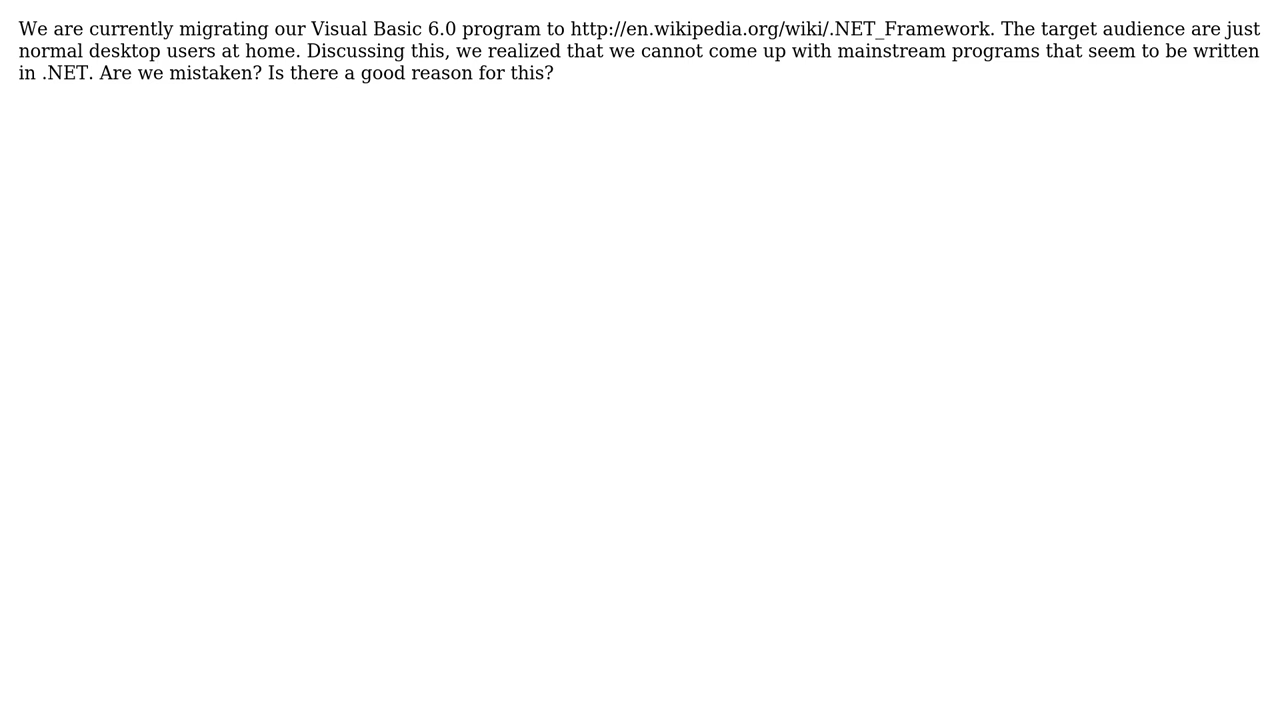 We are currently migrating our Visual Basic 6.0 program to http://en.wikipedia.org/wiki/.NET_Framework. The target audience are just
normal desktop users at home. Discussing this, we realized that we cannot come up with mainstream programs that seem to be written
in .NET. Are we mistaken? Is there a good reason for this?